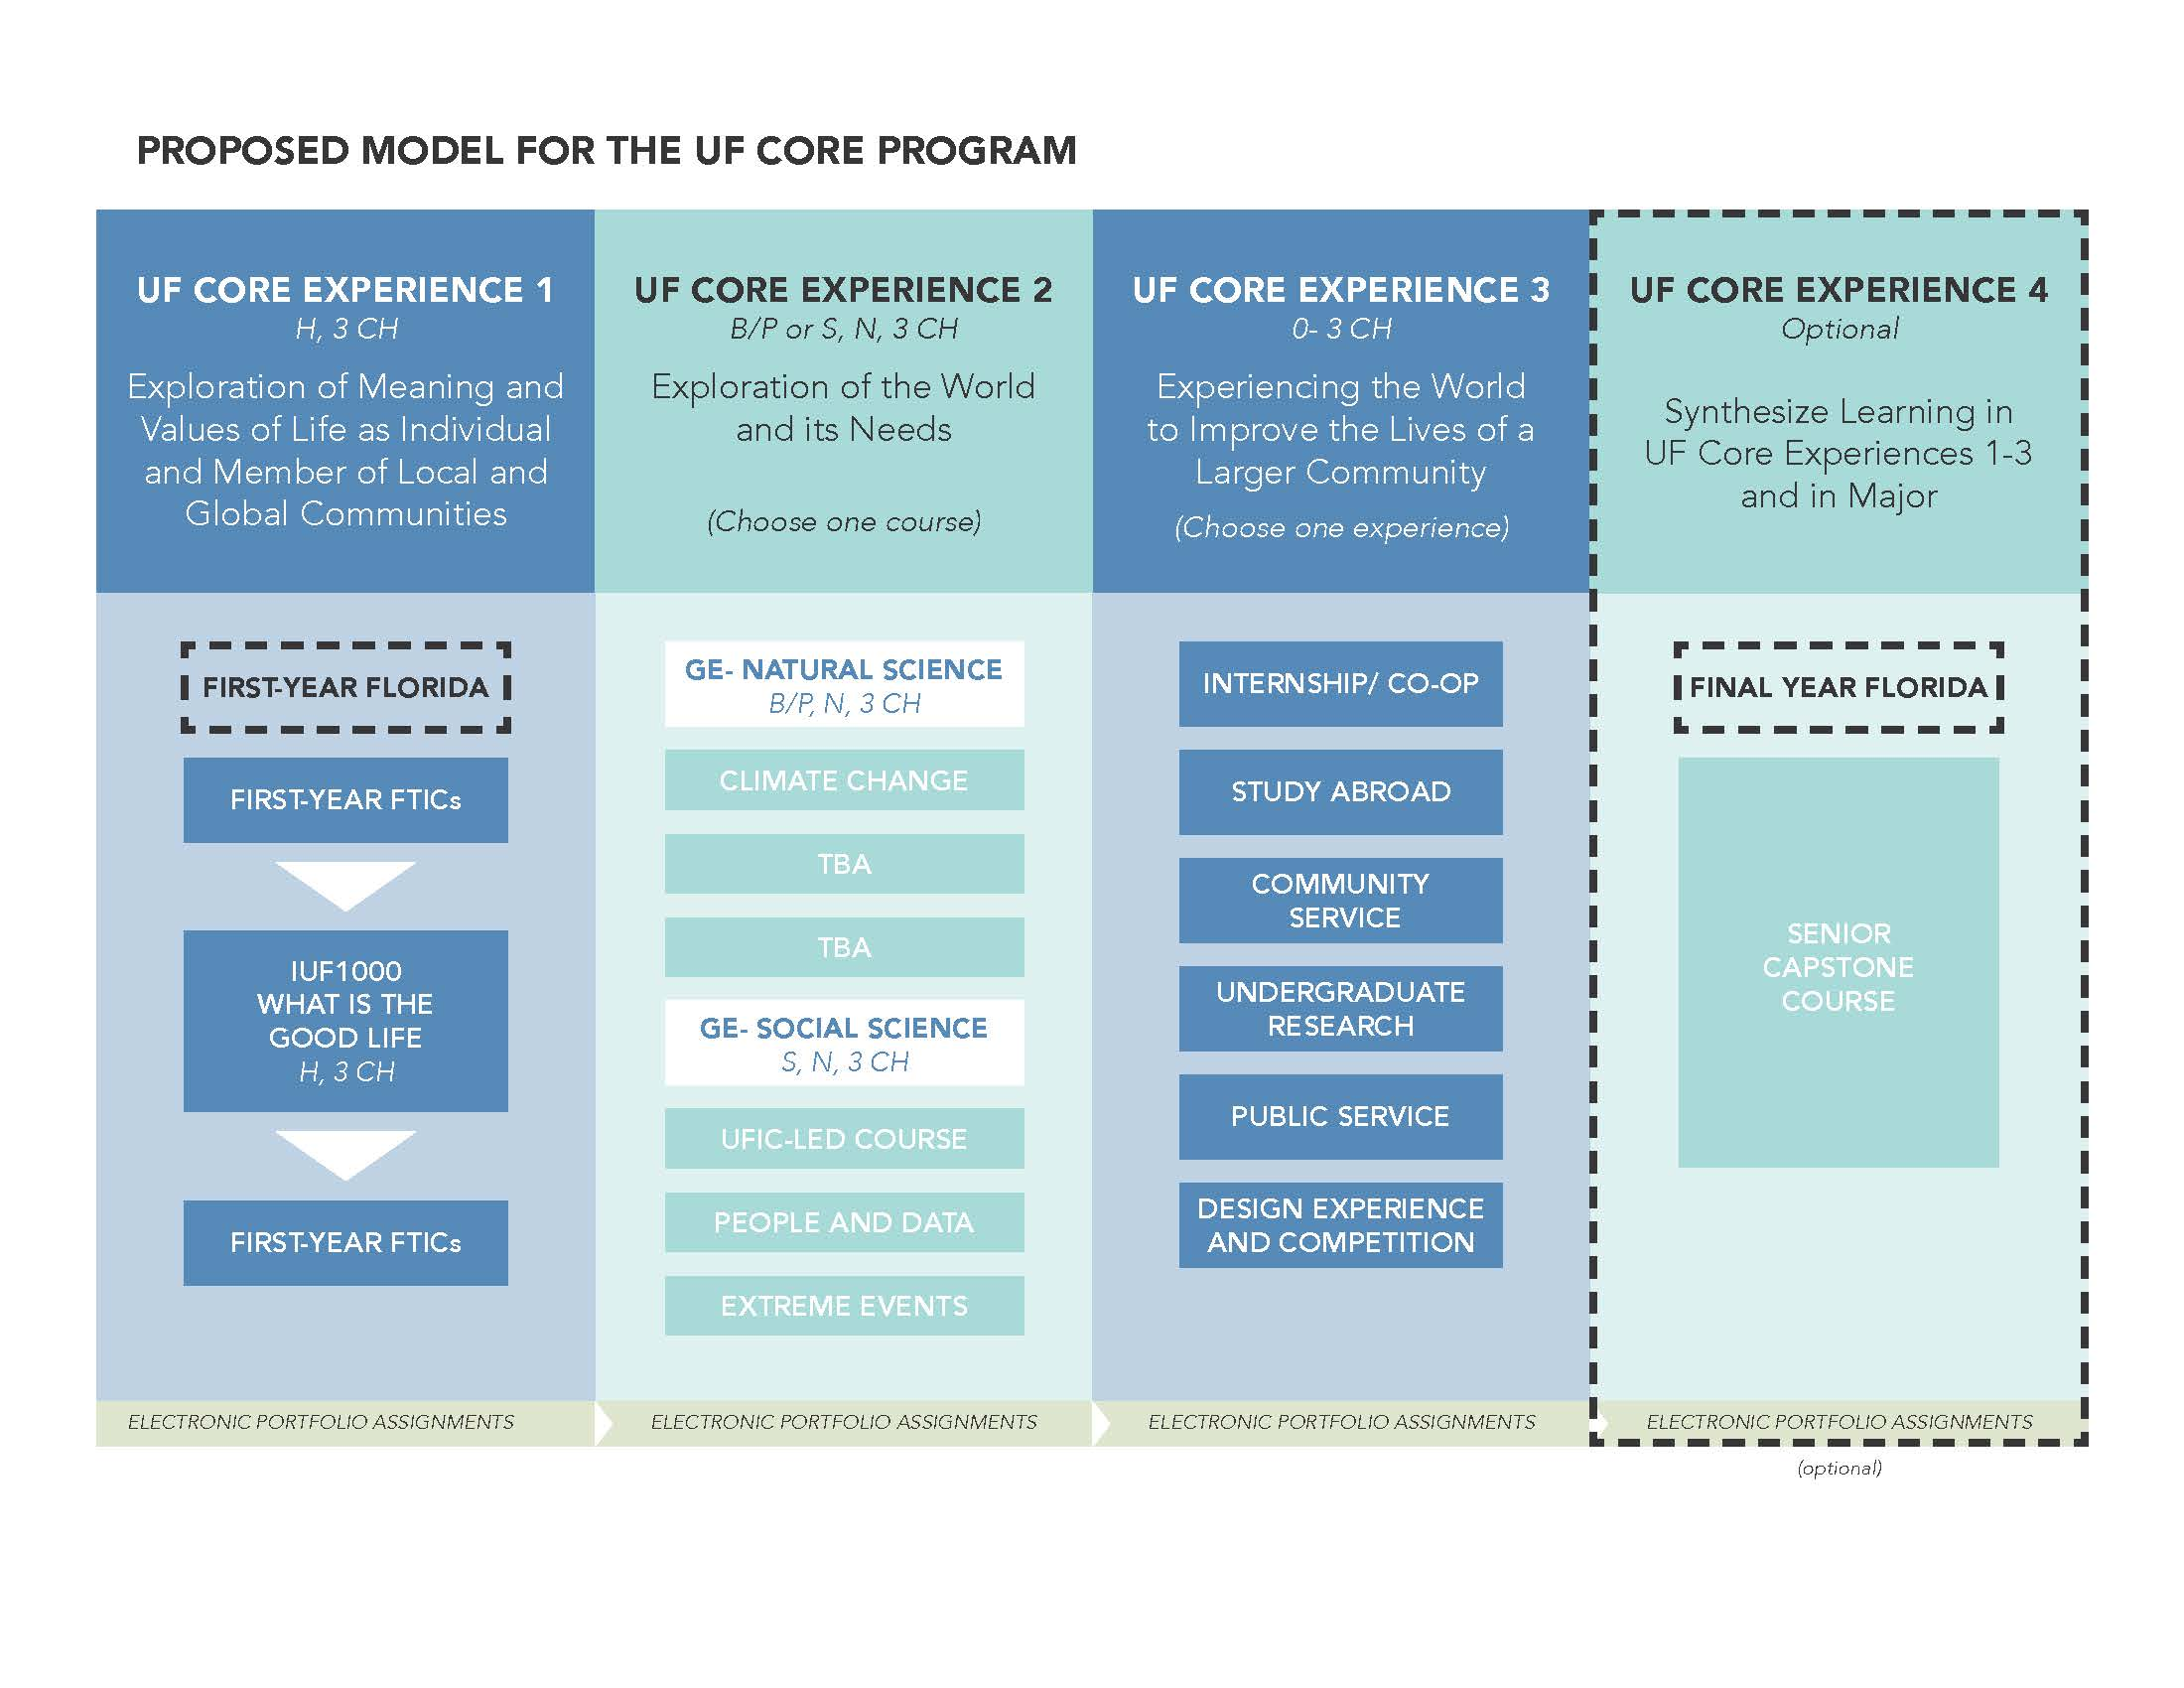 PROPOSED MODEL FOR THE UF CORE PROGRAM
UF CORE EXPERIENCE 1
H, 3 CH
Exploration of Meaning and
Values of Life as Individual
and Member of Local and
Global Communities
FIRST-YEAR FLORIDA
FIRST-YEAR FTICs
IUF1000
WHAT IS THE
GOOD LIFE
H, 3 CH
FIRST-YEAR FTICs
ELECTRONIC PORTFOLIO ASSIGNMENTS
UF CORE EXPERIENCE 2
B/P or S, N, 3 CH
Exploration of the World
and its Needs
(Choose one course)
GE- NATURAL SCIENCE
B/P, N, 3 CH
CLIMATE CHANGE
TBA
TBA
GE- SOCIAL SCIENCE
S, N, 3 CH
UFIC-LED COURSE
PEOPLE AND DATA
EXTREME EVENTS
ELECTRONIC PORTFOLIO ASSIGNMENTS
UF CORE EXPERIENCE 3
0- 3 CH
Experiencing the World
to Improve the Lives of a
Larger Community
(Choose one experience)
INTERNSHIP/ CO-OP
STUDY ABROAD
COMMUNITY
SERVICE
UNDERGRADUATE
RESEARCH
PUBLIC SERVICE
DESIGN EXPERIENCE
AND COMPETITION
ELECTRONIC PORTFOLIO ASSIGNMENTS
UF CORE EXPERIENCE 4
Optional
Synthesize Learning in
UF Core Experiences 1-3
and in Major
FINAL YEAR FLORIDA
SENIOR
CAPSTONE
COURSE
ELECTRONIC PORTFOLIO ASSIGNMENTS
(optional)